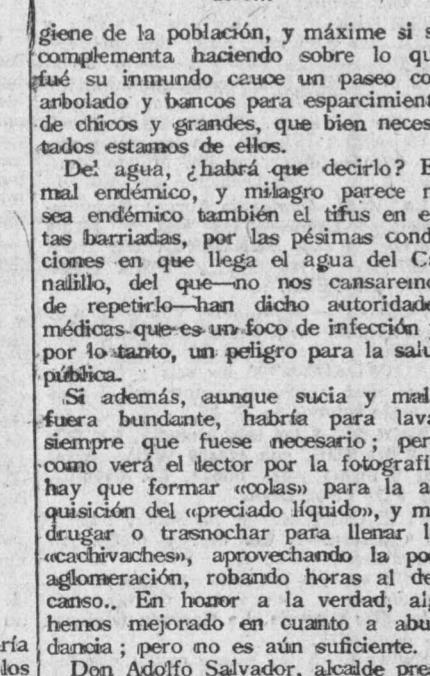 giene de la población, y máxime si s
complementa haciendo sobre lo qu
fué su inmundo cauce un paseo co
arbolado y bancos para esparcimient
de chicos y grandes, que bien neces
tados estamos de ellos.
Del agua, ¿habrá que decirlo? E
mal endémico, y milagro parece n
sea endémico también el tifus en e
tas barriadas, por las pésimas cond
ciones en que llega el agua del Ca
nalillo, del que—no nos cansaremo
de repetirlo—han dicho autoridade
médicas que es un foco de infección y
por lo tanto, un peligro para la salu
pública.
Si además, aunque sucia y mal
fuera bundante, habría para lava
siempre que fuese necesario; per
como verá el lector por la fotografí
hay que formar «colas» para la a
quisición del «preciado líquido», y m
drugar o trasnochar para llenar l
«cachivaches», aprovechando la po
aglomeración, robando horas al de
canso.. En honor a la verdad, alg
hemos mejorado en cuanto a abu
ría dancia; pero no es aún suficiente.
los Don Adolfo Salvador, alcalde pres